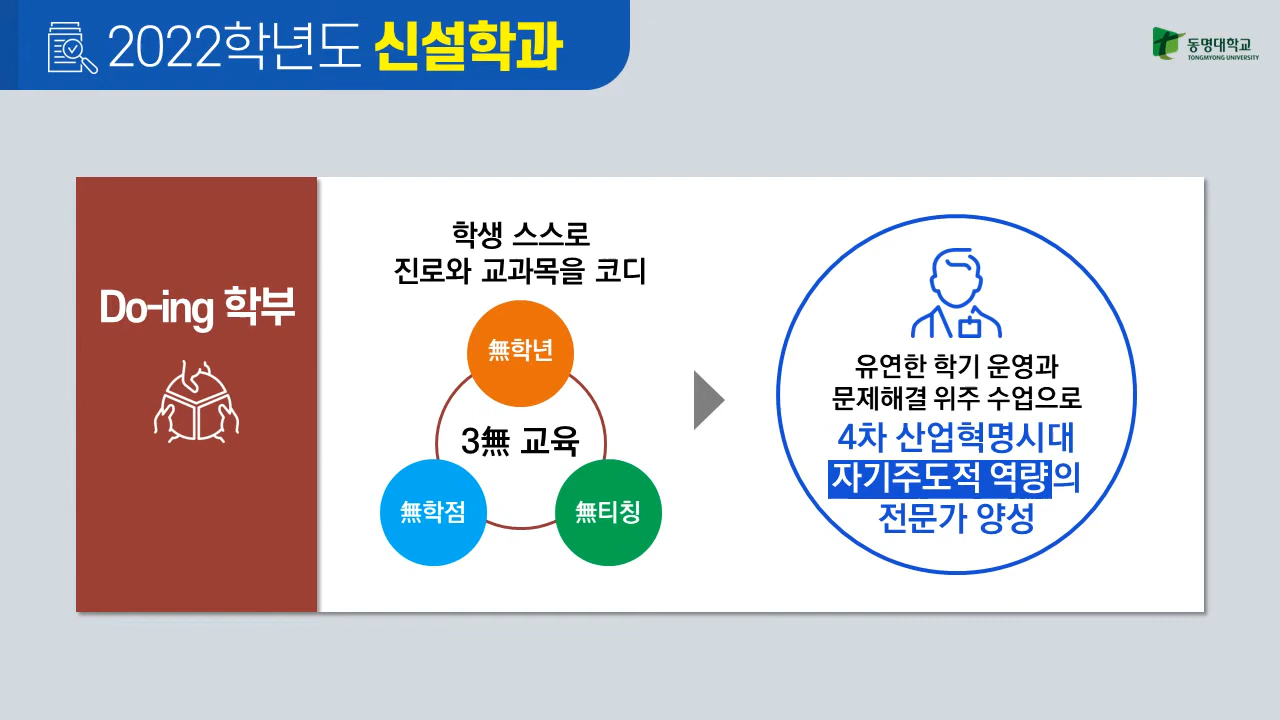 2022학년도 신설학과
동명대학교
TONGMYONG UNIVERSITY
Do-ing 학부
학생 스스로
진로와 교과목을 코디
無학년
3無 교육
無학점
無티칭
유연한 학기 운영과
문제해결 위주 수업으로
4차 산업혁명시대
자기주도적 역량의
전문가 양성